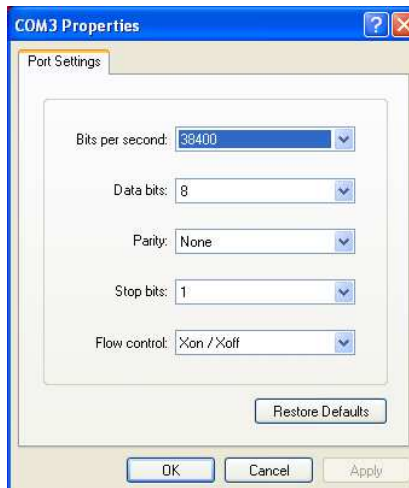 COM3 Properties
Port Settings
Bits per second: 38400
Data bits: 8
Parity: None
Stop bits: 1
Flow control: Xon / Xoff
Restore Defaults
OK Cancel Apply